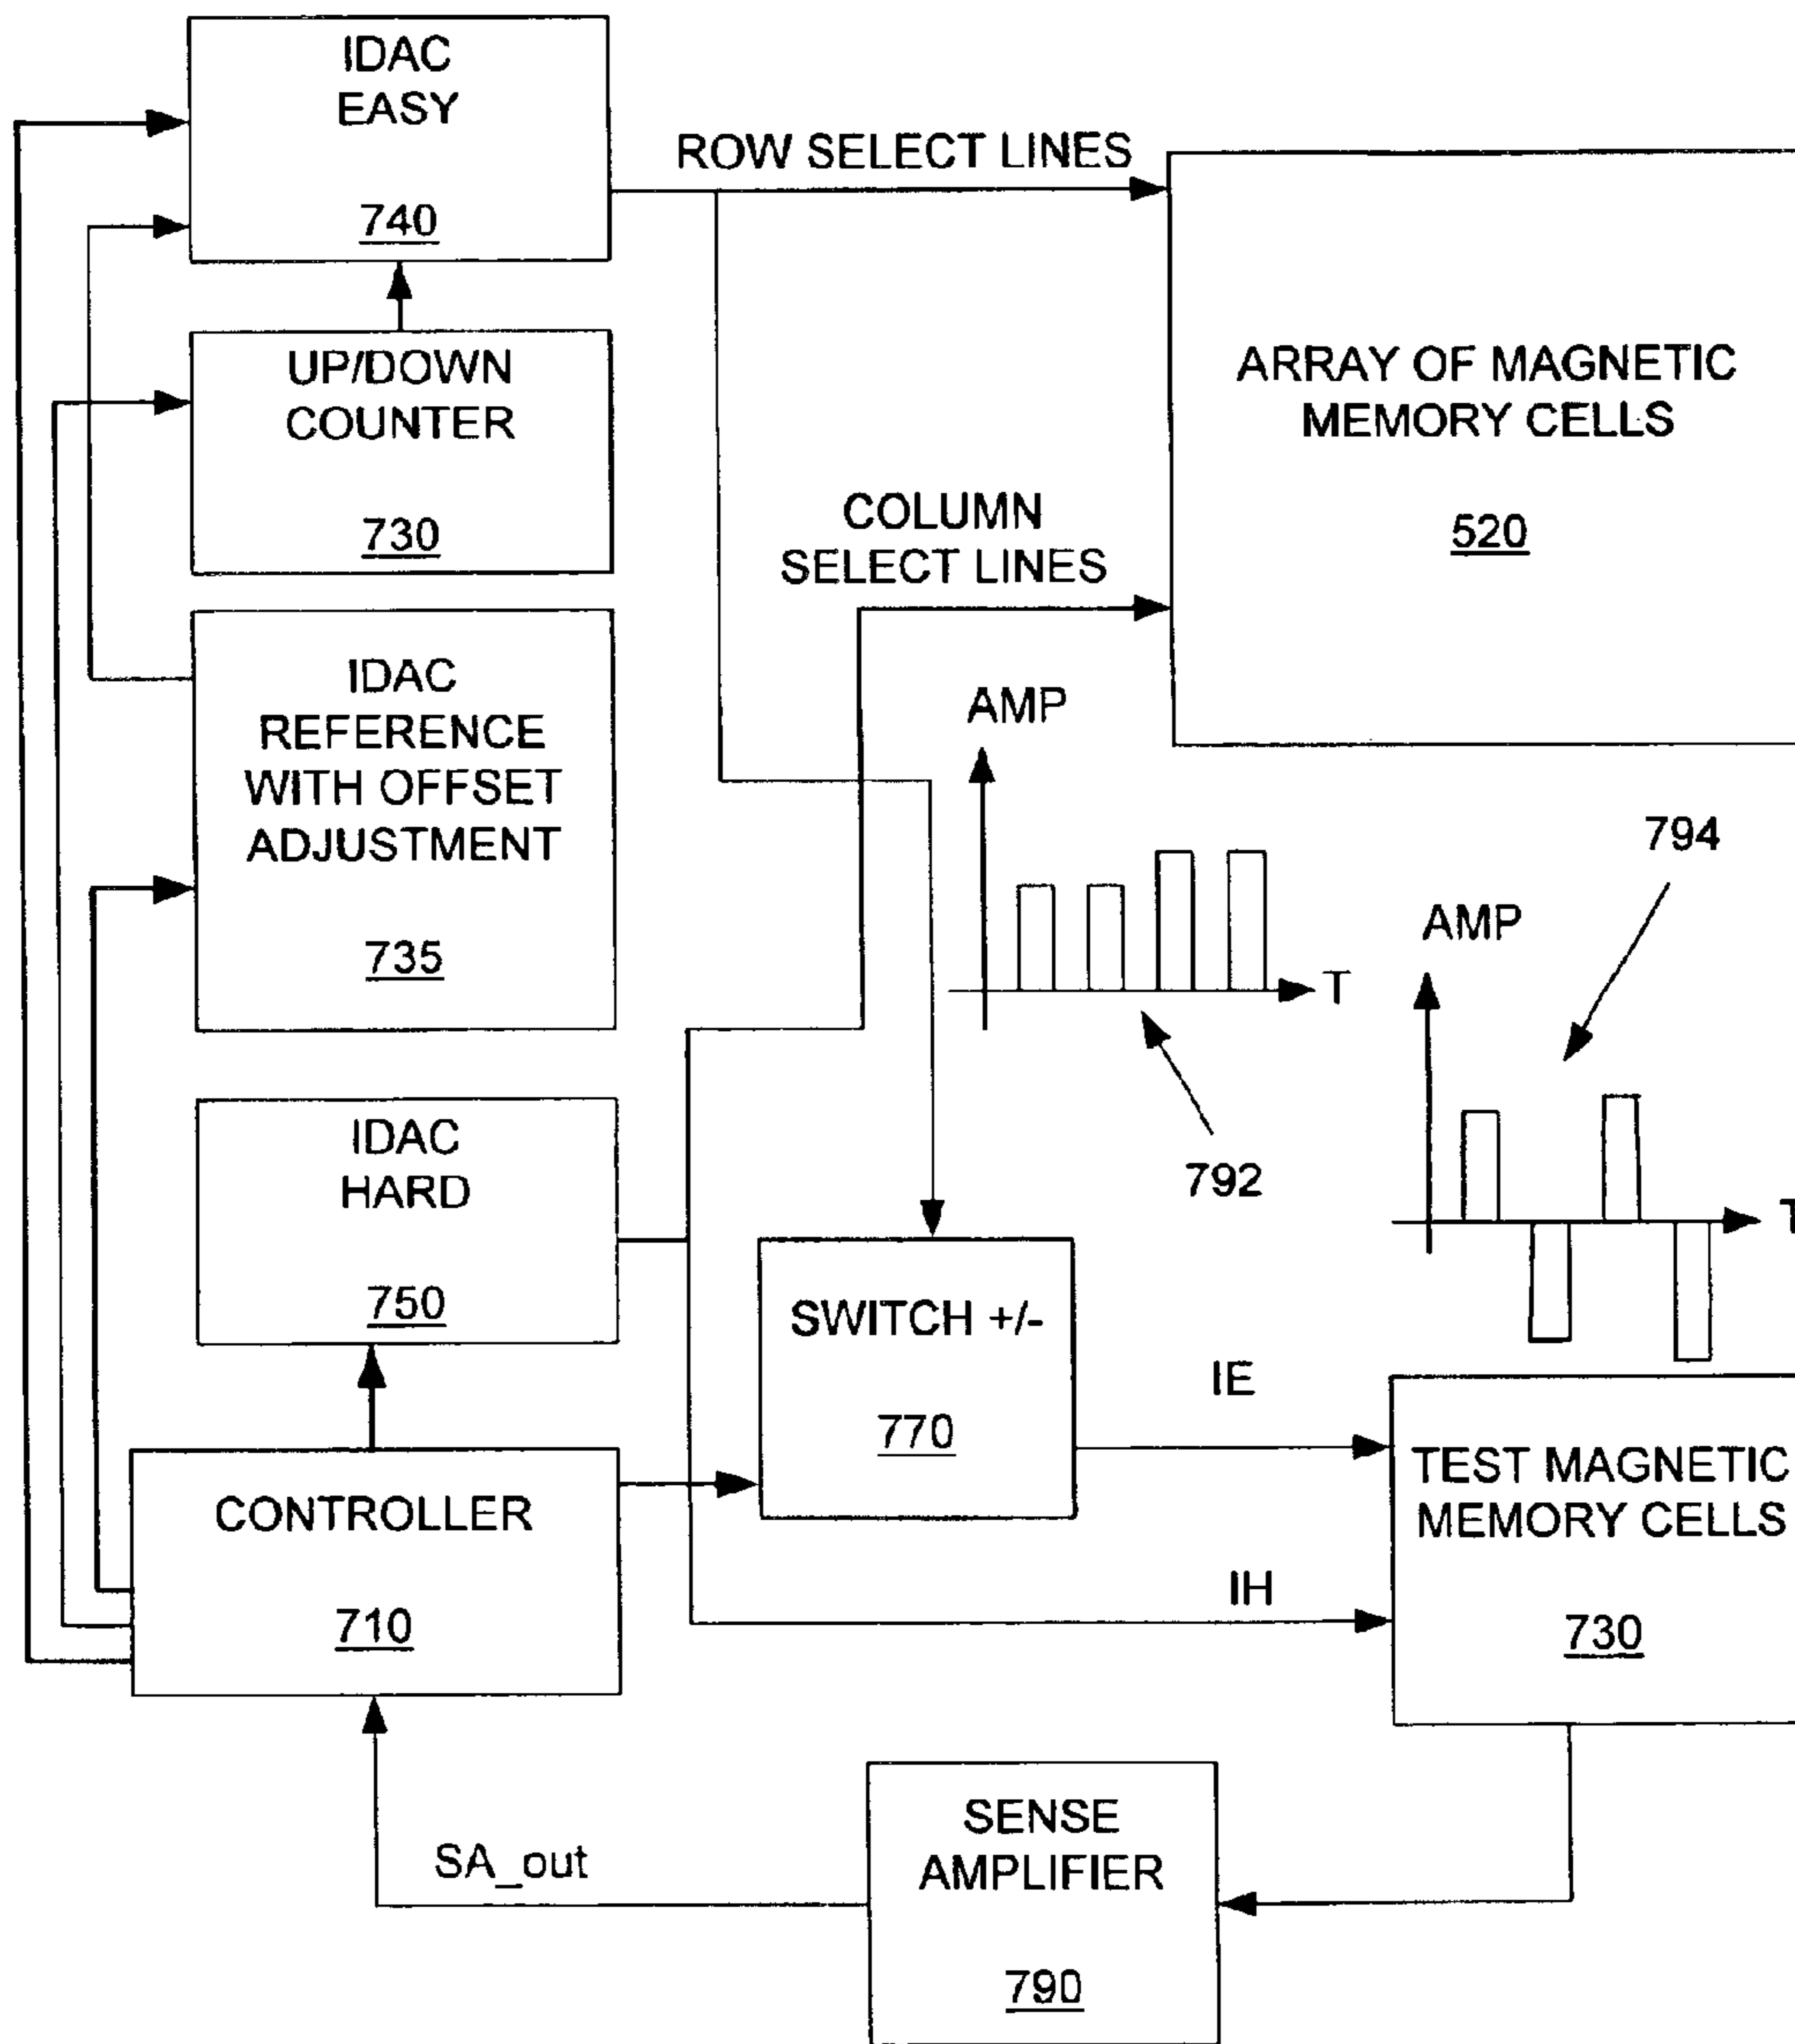 IDAC
EASY
740
ROW SELECT LINES
UP/DOWN
COUNTER
730
ARRAY OF MAGNETIC
MEMORY CELLS
520
COLUMN
SELECT LINES
IDAC
REFERENCE
WITH OFFSET
ADJUSTMENT
735
AMP
T
792
794
AMP
T
IDAC
HARD
750
SWITCH +/-
770
IE
IH
CONTROLLER
710
TEST MAGNETIC
MEMORY CELLS
730
SA_out
SENSE
AMPLIFIER
790